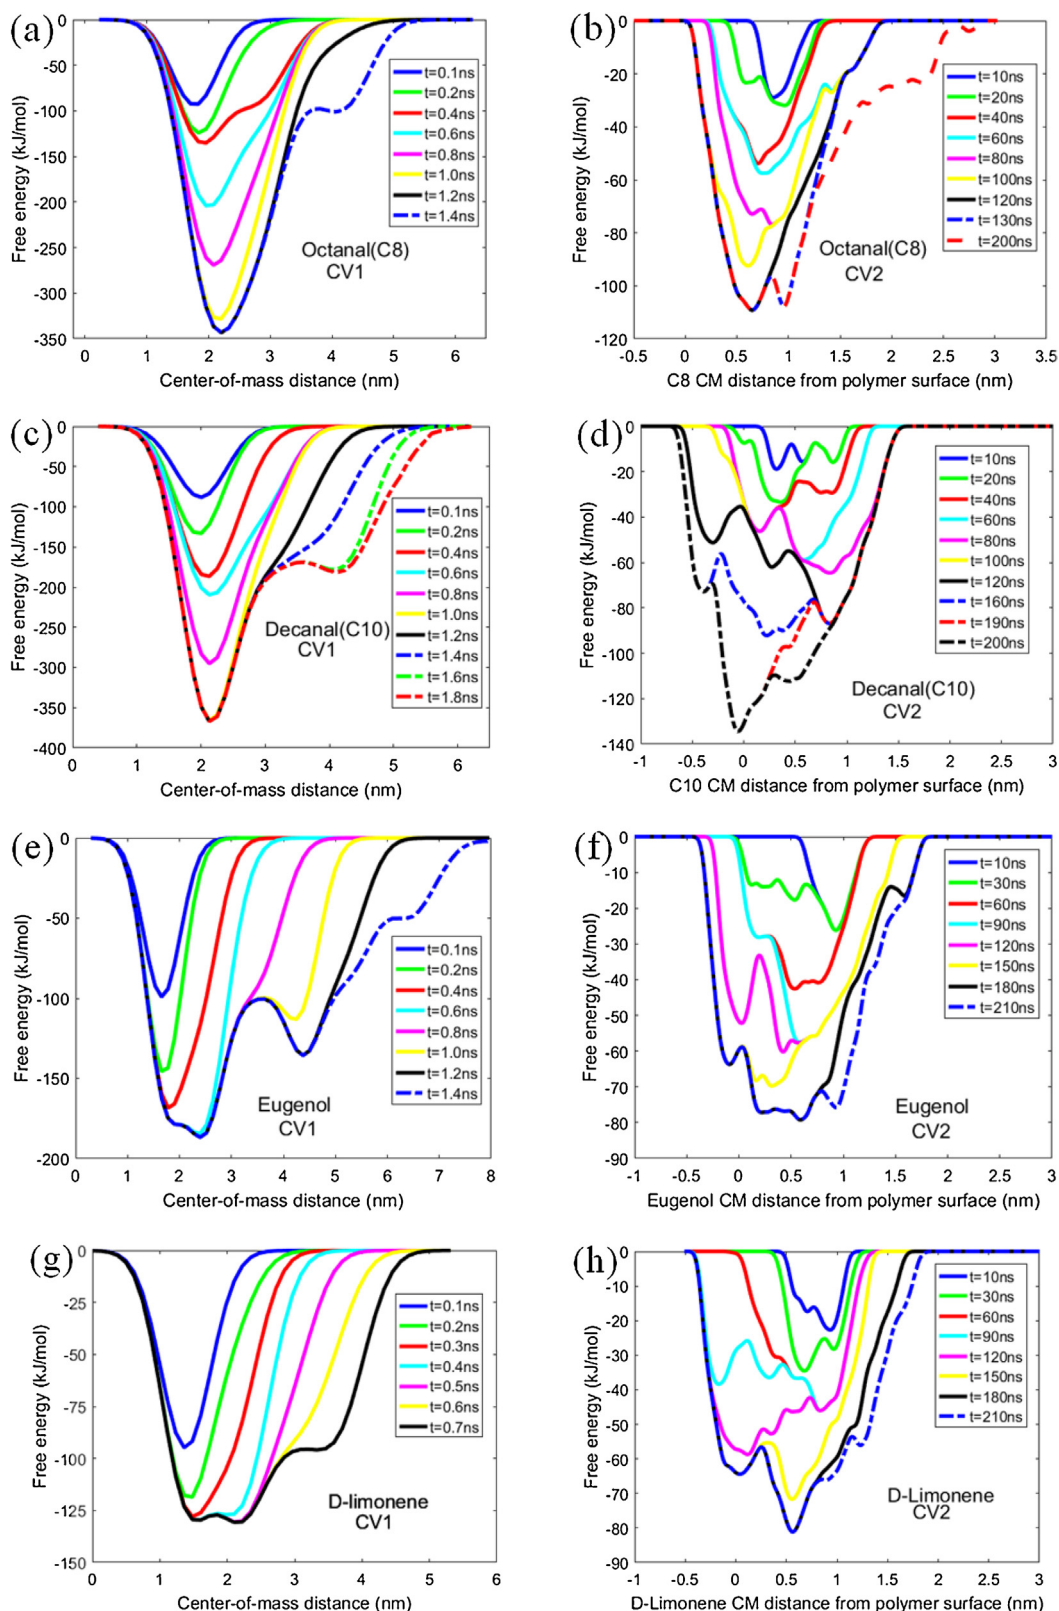 (a)
0
-50
-100
-150
-200
-250
-300
-350
Free energy (kJ/mol)
t=0.1ns
t=0.2ns
t=0.4ns
t=0.6ns
t=0.8ns
t=1.0ns
t=1.2ns
t=1.4ns
Octanal(C8)
CV1
0 1 2 3 4 5 6
Center-of-mass distance (nm)
(b)
0
-20
-40
-60
-80
-100
-120
Free energy (kJ/mol)
t=10ns
t=20ns
t=40ns
t=60ns
t=80ns
t=100ns
t=120ns
t=130ns
t=200ns
Octanal(C8)
CV2
-0.5 0 0.5 1 1.5 2 2.5 3 3.5
C8 CM distance from polymer surface (nm)
(c)
0
-50
-100
-150
-200
-250
-300
-350
-400
Free energy (kJ/mol)
t=0.1ns
t=0.2ns
t=0.4ns
t=0.6ns
t=0.8ns
t=1.0ns
t=1.2ns
t=1.4ns
t=1.6ns
t=1.8ns
Decanal(C10)
CV1
0 1 2 3 4 5 6
Center-of-mass distance (nm)
(d)
0
-20
-40
-60
-80
-100
-120
-140
Free energy (kJ/mol)
t=10ns
t=20ns
t=40ns
t=60ns
t=80ns
t=100ns
t=120ns
t=160ns
t=190ns
t=200ns
Decanal(C10)
CV2
-1 -0.5 0 0.5 1 1.5 2 2.5 3
C10 CM distance from polymer surface (nm)
(e)
0
-50
-100
-150
-200
Free energy (kJ/mol)
t=0.1ns
t=0.2ns
t=0.4ns
t=0.6ns
t=0.8ns
t=1.0ns
t=1.2ns
t=1.4ns
Eugenol
CV1
0 1 2 3 4 5 6 7 8
Center-of-mass distance (nm)
(f)
0
-10
-20
-30
-40
-50
-60
-70
-80
-90
Free energy (kJ/mol)
t=10ns
t=30ns
t=60ns
t=90ns
t=120ns
t=150ns
t=180ns
t=210ns
Eugenol
CV2
-1 -0.5 0 0.5 1 1.5 2 2.5 3
Eugenol CM distance from polymer surface (nm)
(g)
0
-25
-50
-75
-100
-125
-150
Free energy (kJ/mol)
t=0.1ns
t=0.2ns
t=0.3ns
t=0.4ns
t=0.5ns
t=0.6ns
t=0.7ns
D-limonene
CV1
0 1 2 3 4 5 6
Center-of-mass distance (nm)
(h)
0
-10
-20
-30
-40
-50
-60
-70
-80
-90
Free energy (kJ/mol)
t=10ns
t=30ns
t=60ns
t=90ns
t=120ns
t=150ns
t=180ns
t=210ns
D-Limonene
CV2
-1 -0.5 0 0.5 1 1.5 2 2.5 3
D-Limonene CM distance from polymer surface (nm)